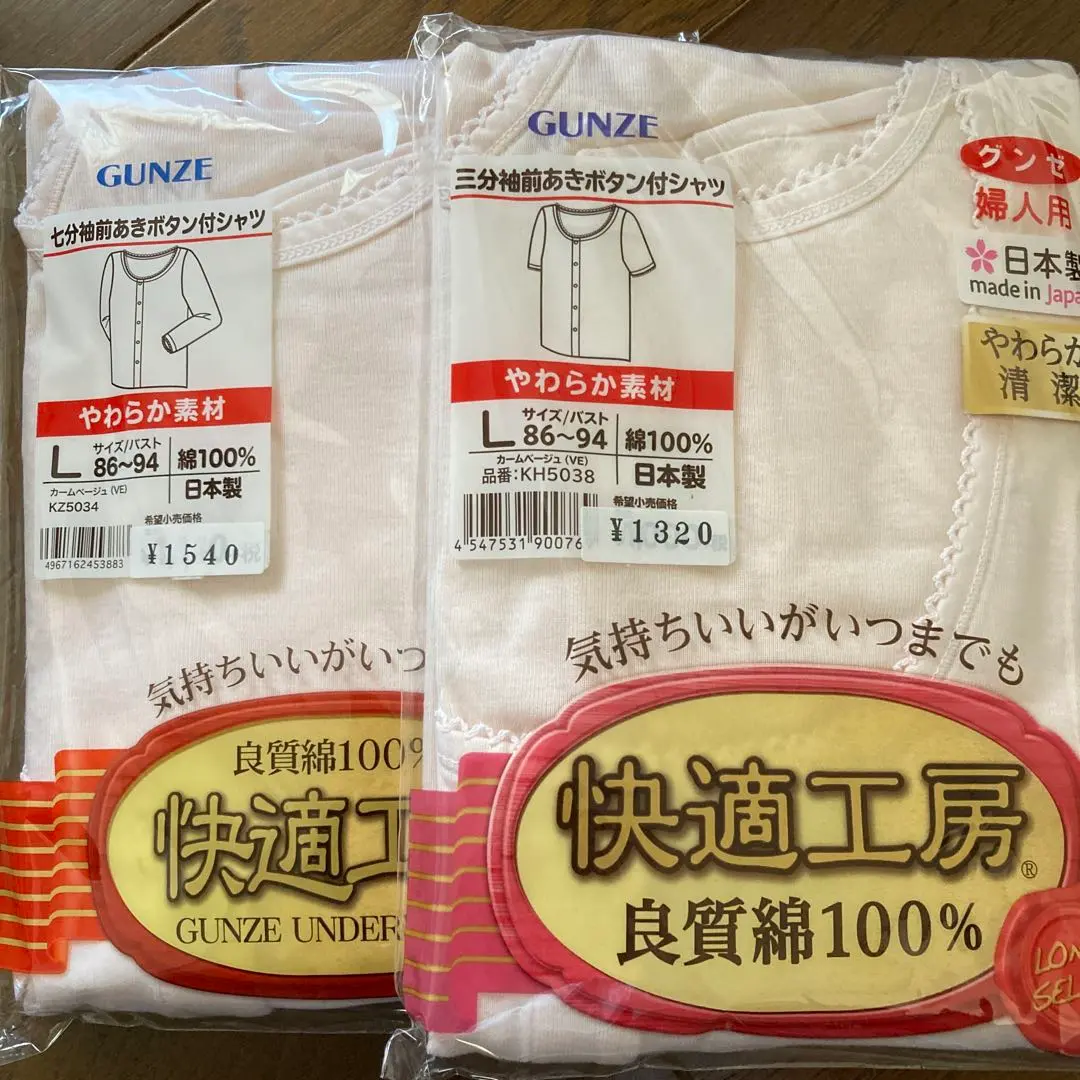 GUNZE
七分袖前あきボタン付シャツ
やわらか素材
L サイズ/バスト 86〜94 綿100%
カームベージュ(VE) 日本製
KZ5034
希望小売価格
¥1540
4967162453883
気持ちいいがいつ
良質綿100%
快適工
GUNZE UNDER
GUNZE
三分袖前あきボタン付シャツ
やわらか素材
L サイズ/バスト 86〜94 綿100%
カームベージュ(VE) 日本製
品番:KH5038
希望小売価格
¥1320
4 547531 90076
グンゼ
婦人用
日本製
made in Japa
やわらか
清潔
気持ちいいがいつまでも
快適工房®
良質綿100%
LON
SEL